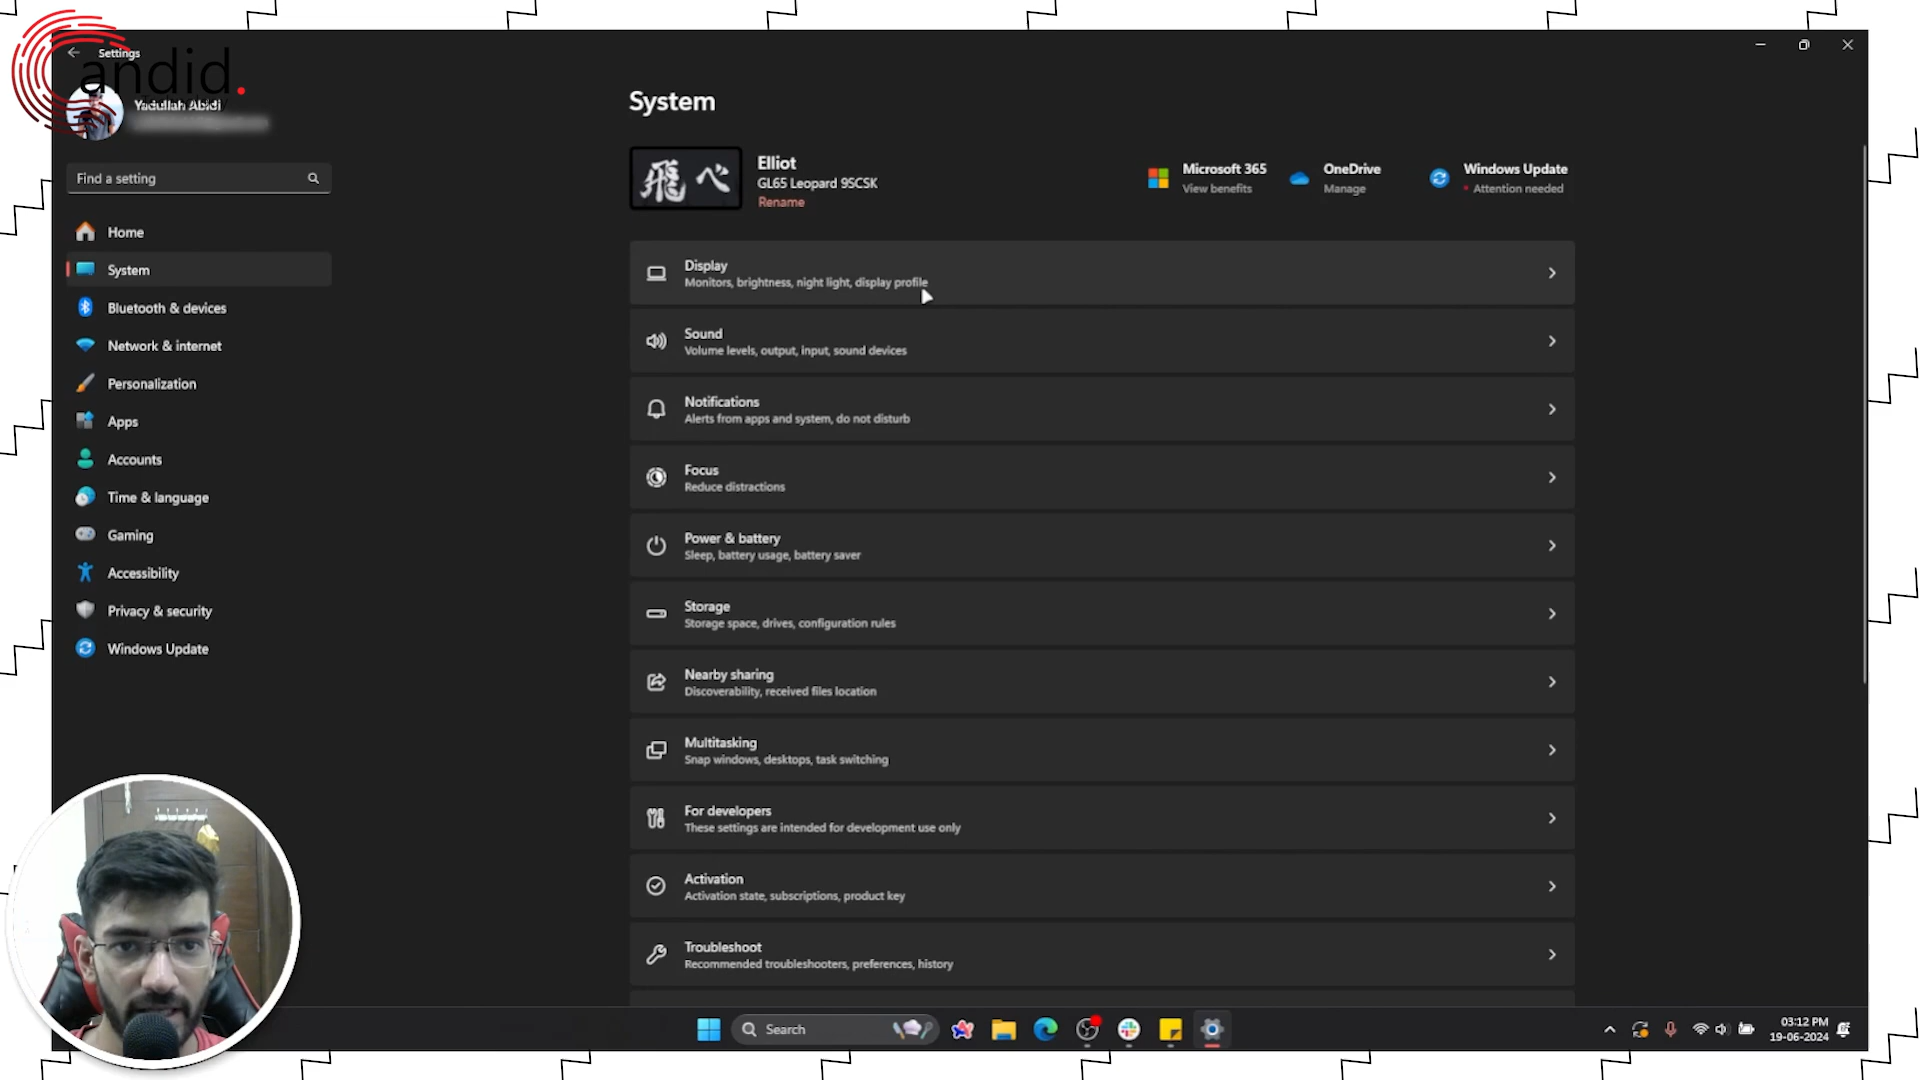 Settings
andid.
Yadullah Abidi
Find a setting
Home
System
Bluetooth & devices
Network & internet
Personalization
Apps
Accounts
Time & language
Gaming
Accessibility
Privacy & security
Windows Update
System
飛べ
Elliot
GL65 Leopard 9SCSK
Rename
Microsoft 365
View benefits
OneDrive
Manage
Windows Update
Attention needed
Display
Monitors, brightness, night light, display profile
Sound
Volume levels, output, input, sound devices
Notifications
Alerts from apps and system, do not disturb
Focus
Reduce distractions
Power & battery
Sleep, battery usage, battery saver
Storage
Storage space, drives, configuration rules
Nearby sharing
Discoverability, received files location
Multitasking
Snap windows, desktops, task switching
For developers
These settings are intended for development use only
Activation
Activation state, subscriptions, product key
Troubleshoot
Recommended troubleshooters, preferences, history
Search
03:12 PM
19-06-2024